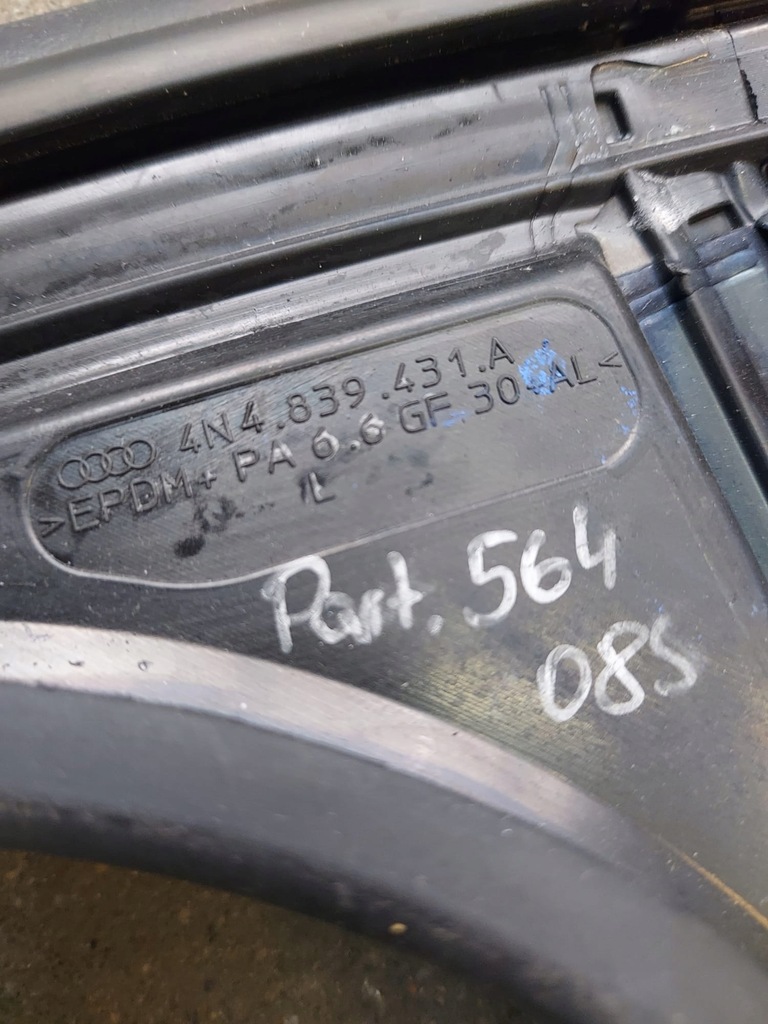 4N4.839.431.A
>EPDM+ PA 6.6 GF 30+AL<
L
Part. 564
085